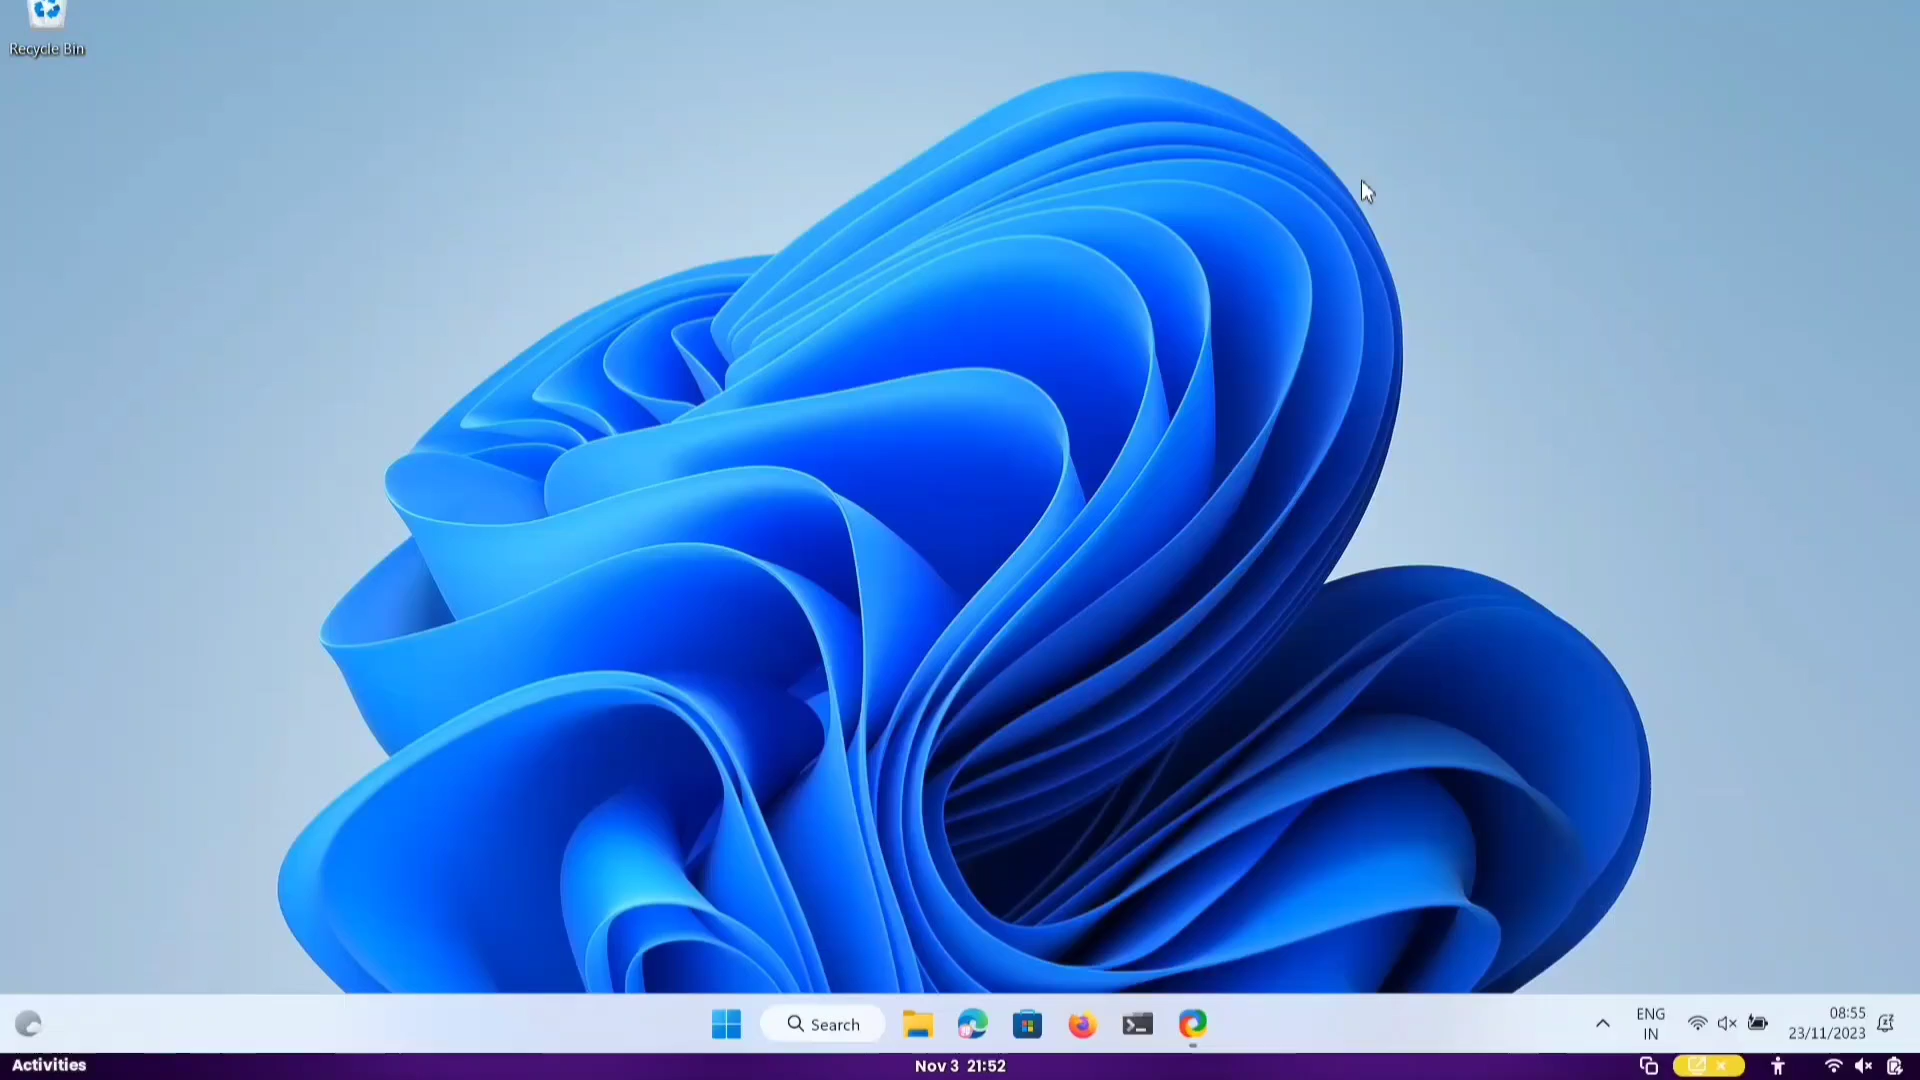 Recycle Bin
Search
ENG
IN
08:55
23/11/2023
Activities
Nov 3 21:52